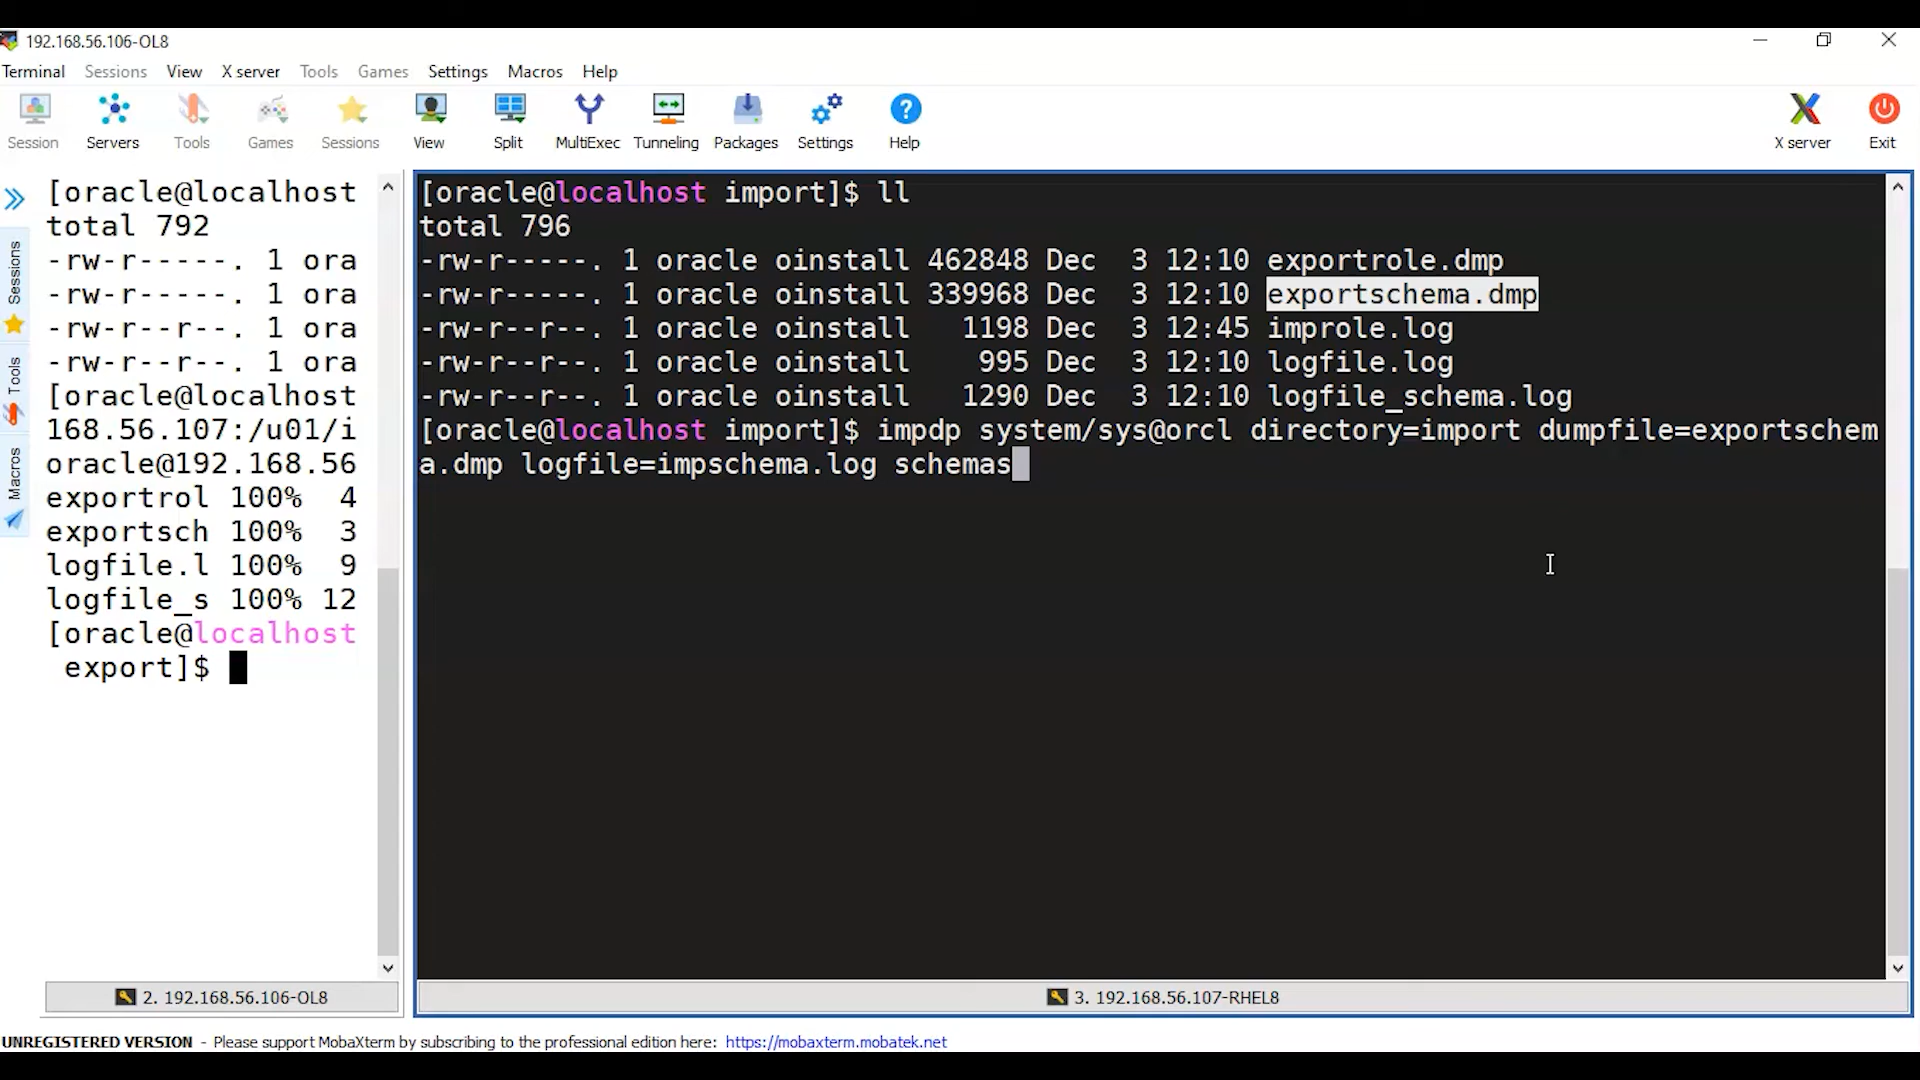 192.168.56.106-OL8
Terminal Sessions View X server Tools Games Settings Macros Help
Session Servers Tools Games Sessions View Split MultiExec Tunneling Packages Settings Help X server Exit
Sessions
Tools
Macros
[oracle@localhost
total 792
-rw-r-----. 1 ora
-rw-r-----. 1 ora
-rw-r--r--. 1 ora
-rw-r--r--. 1 ora
[oracle@localhost
168.56.107:/u01/i
oracle@192.168.56
exportrol 100% 4
exportsch 100% 3
logfile.l 100% 9
logfile_s 100% 12
[oracle@localhost
export]$
2. 192.168.56.106-OL8
[oracle@localhost import]$ ll
total 796
-rw-r-----. 1 oracle oinstall 462848 Dec 3 12:10 exportrole.dmp
-rw-r-----. 1 oracle oinstall 339968 Dec 3 12:10 exportschema.dmp
-rw-r--r--. 1 oracle oinstall 1198 Dec 3 12:45 improle.log
-rw-r--r--. 1 oracle oinstall 995 Dec 3 12:10 logfile.log
-rw-r--r--. 1 oracle oinstall 1290 Dec 3 12:10 logfile_schema.log
[oracle@localhost import]$ impdp system/sys@orcl directory=import dumpfile=exportschem
a.dmp logfile=impschema.log schemas
3. 192.168.56.107-RHEL8
UNREGISTERED VERSION - Please support MobaXterm by subscribing to the professional edition here: https://mobaxterm.mobatek.net